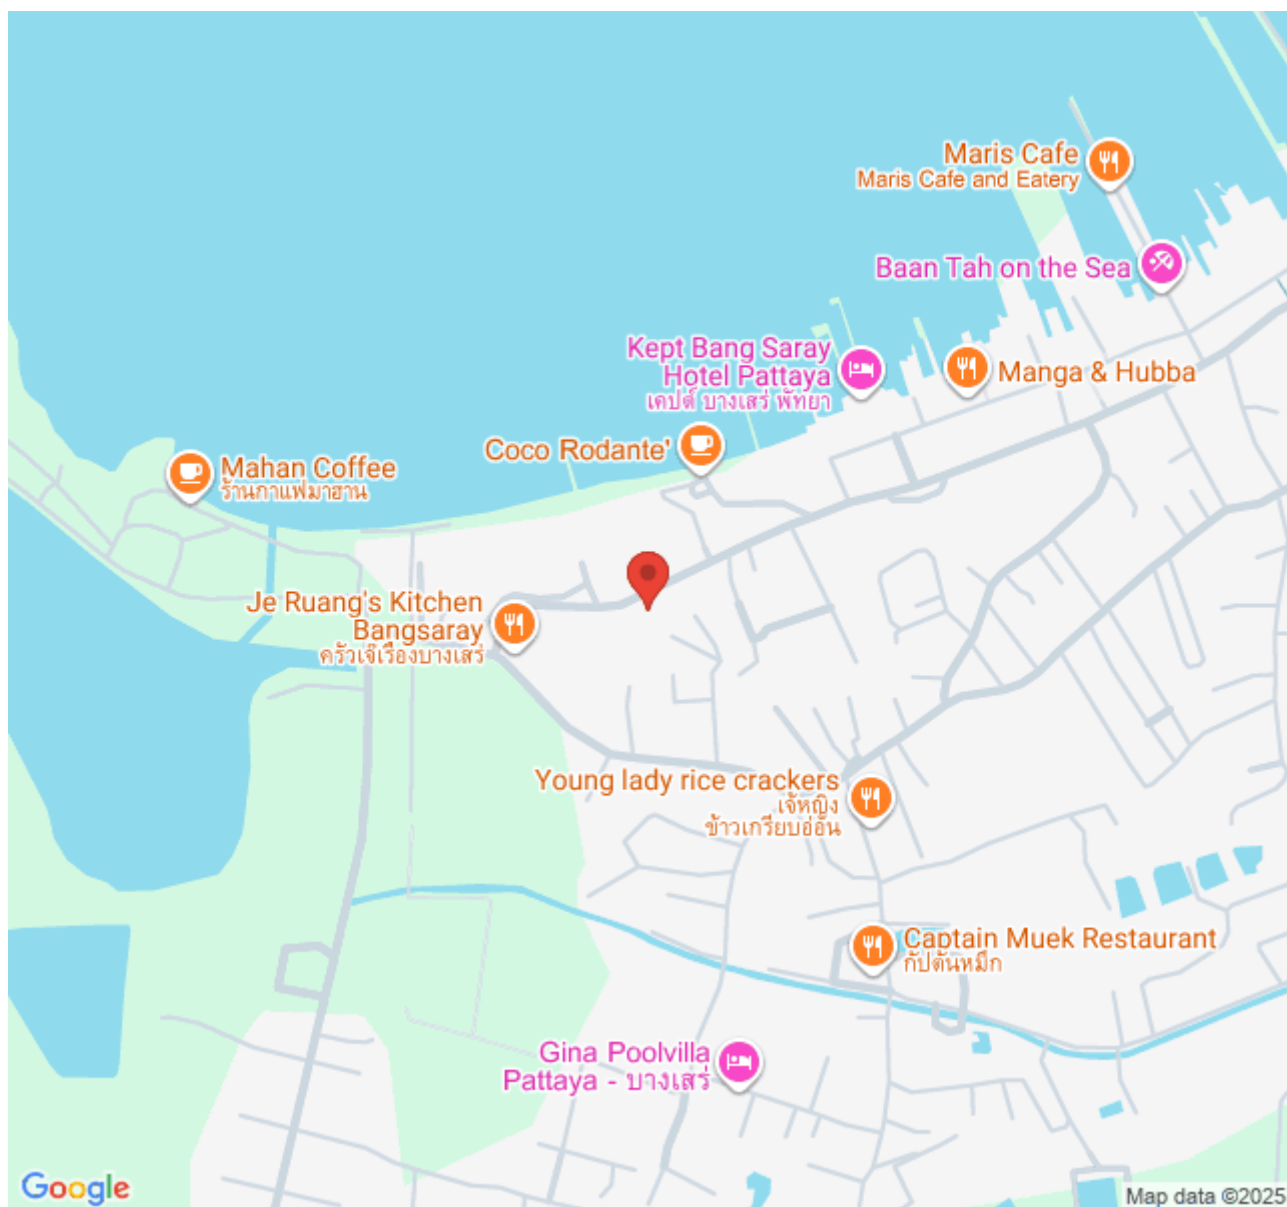 Maris Cafe
Maris Cafe and Eatery
Baan Tah on the Sea
Kept Bang Saray
Hotel Pattaya
เคปต์ บางเสร่ พัทยา
Manga & Hubba
Coco Rodante'
Mahan Coffee
ร้านกาแฟมาฮาน
Je Ruang's Kitchen
Bangsaray
ครัวเจ๊เรืองบางเสร่
Young lady rice crackers
เจ้หญิง
ข้าวเกรียบอ่อน
Captain Muek Restaurant
กัปตันหมึก
Gina Poolvilla
Pattaya - บางเสร่
Google
Map data ©2025